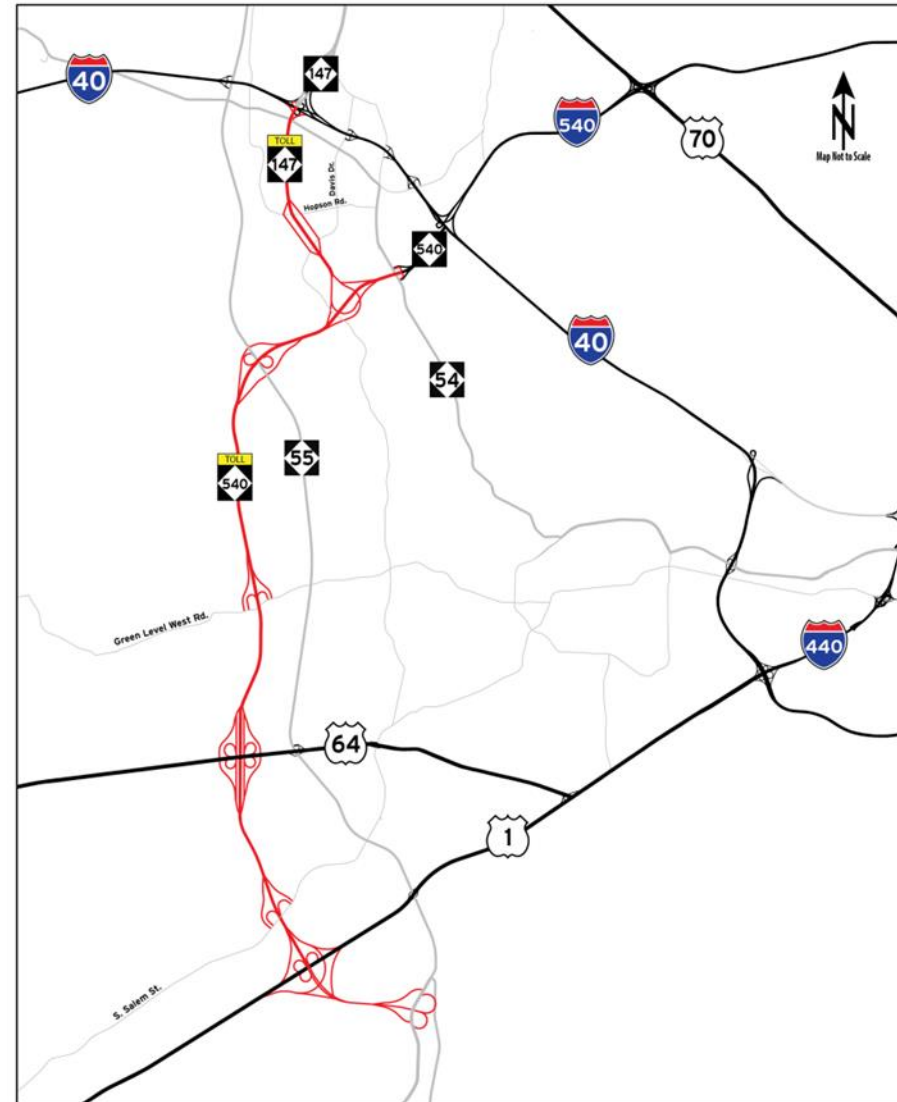 147
40
540
70
N
Map Not to Scale
TOLL
147
Davis Dr.
Hopson Rd.
540
40
54
55
TOLL
540
Green Level West Rd.
440
64
1
S. Salem St.